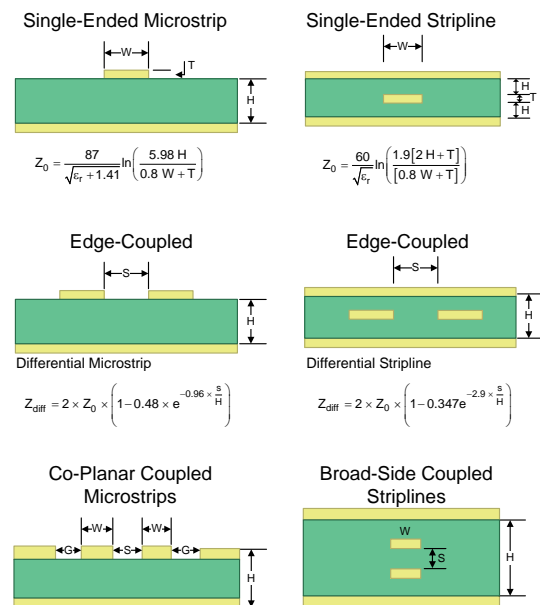 Single-Ended Microstrip
W
T
H
Z₀ = 87 / √(εᵣ + 1.41) ln( 5.98 H / 0.8 W + T )
Single-Ended Stripline
W
H
T
H
Z₀ = 60 / √εᵣ ln( 1.9[2 H + T] / [0.8 W + T] )
Edge-Coupled
S
H
Differential Microstrip
Z_diff = 2 × Z₀ × ( 1 − 0.48 × e^(−0.96 × s/H) )
Edge-Coupled
S
H
Differential Stripline
Z_diff = 2 × Z₀ × ( 1 − 0.347e^(−2.9 × s/H) )
Co-Planar Coupled
Microstrips
W W
G S G
H
Broad-Side Coupled
Striplines
W
S
H